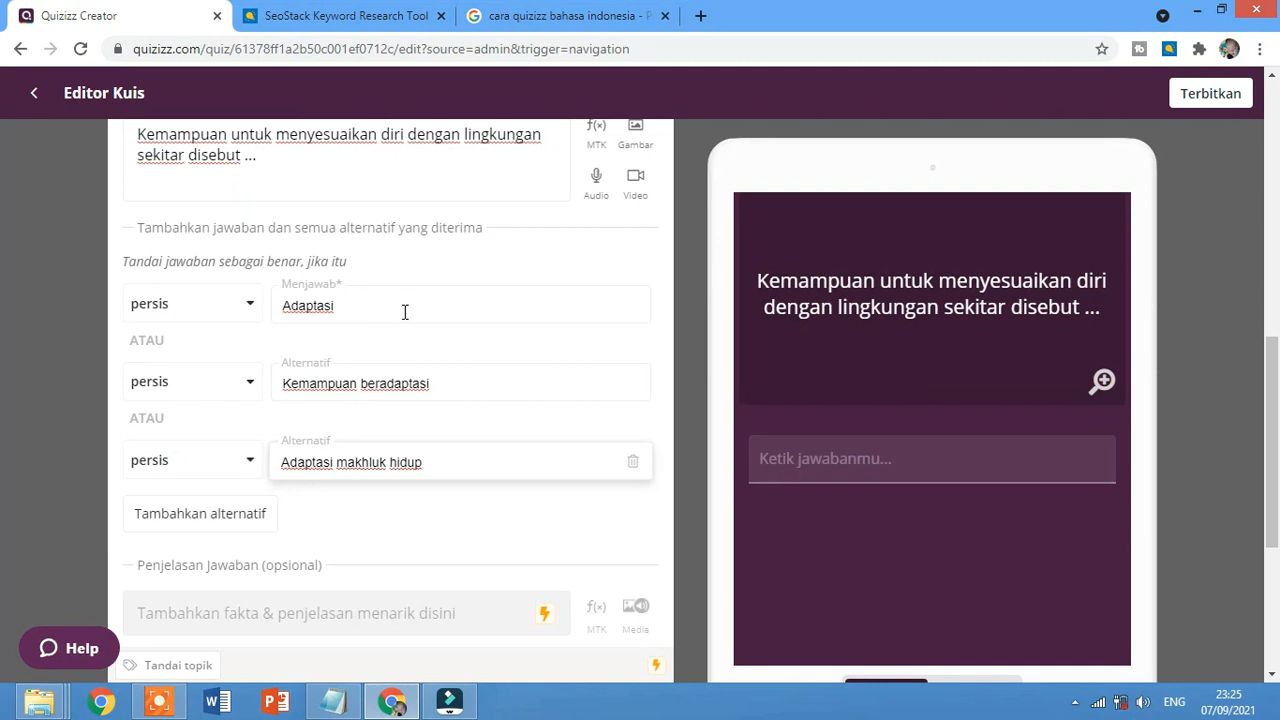 Quizizz Creator
SeoStack Keyword Research Tool
cara quizizz bahasa indonesia - P
quizizz.com/quiz/61378ff1a2b50c001ef0712c/edit?source=admin&trigger=navigation
Editor Kuis
Terbitkan
Kemampuan untuk menyesuaikan diri dengan lingkungan
sekitar disebut ...
f(x)
MTK
Gambar
Audio
Video
Tambahkan jawaban dan semua alternatif yang diterima
Tandai jawaban sebagai benar, jika itu
persis
Menjawab*
Adaptasi
ATAU
persis
Alternatif
Kemampuan beradaptasi
ATAU
persis
Alternatif
Adaptasi makhluk hidup
Tambahkan alternatif
Penjelasan Jawaban (opsional)
Tambahkan fakta & penjelasan menarik disini
f(x)
MTK
Media
Help
Tandai topik
Kemampuan untuk menyesuaikan diri
dengan lingkungan sekitar disebut ...
Ketik jawabanmu...
ENG
23:25
07/09/2021